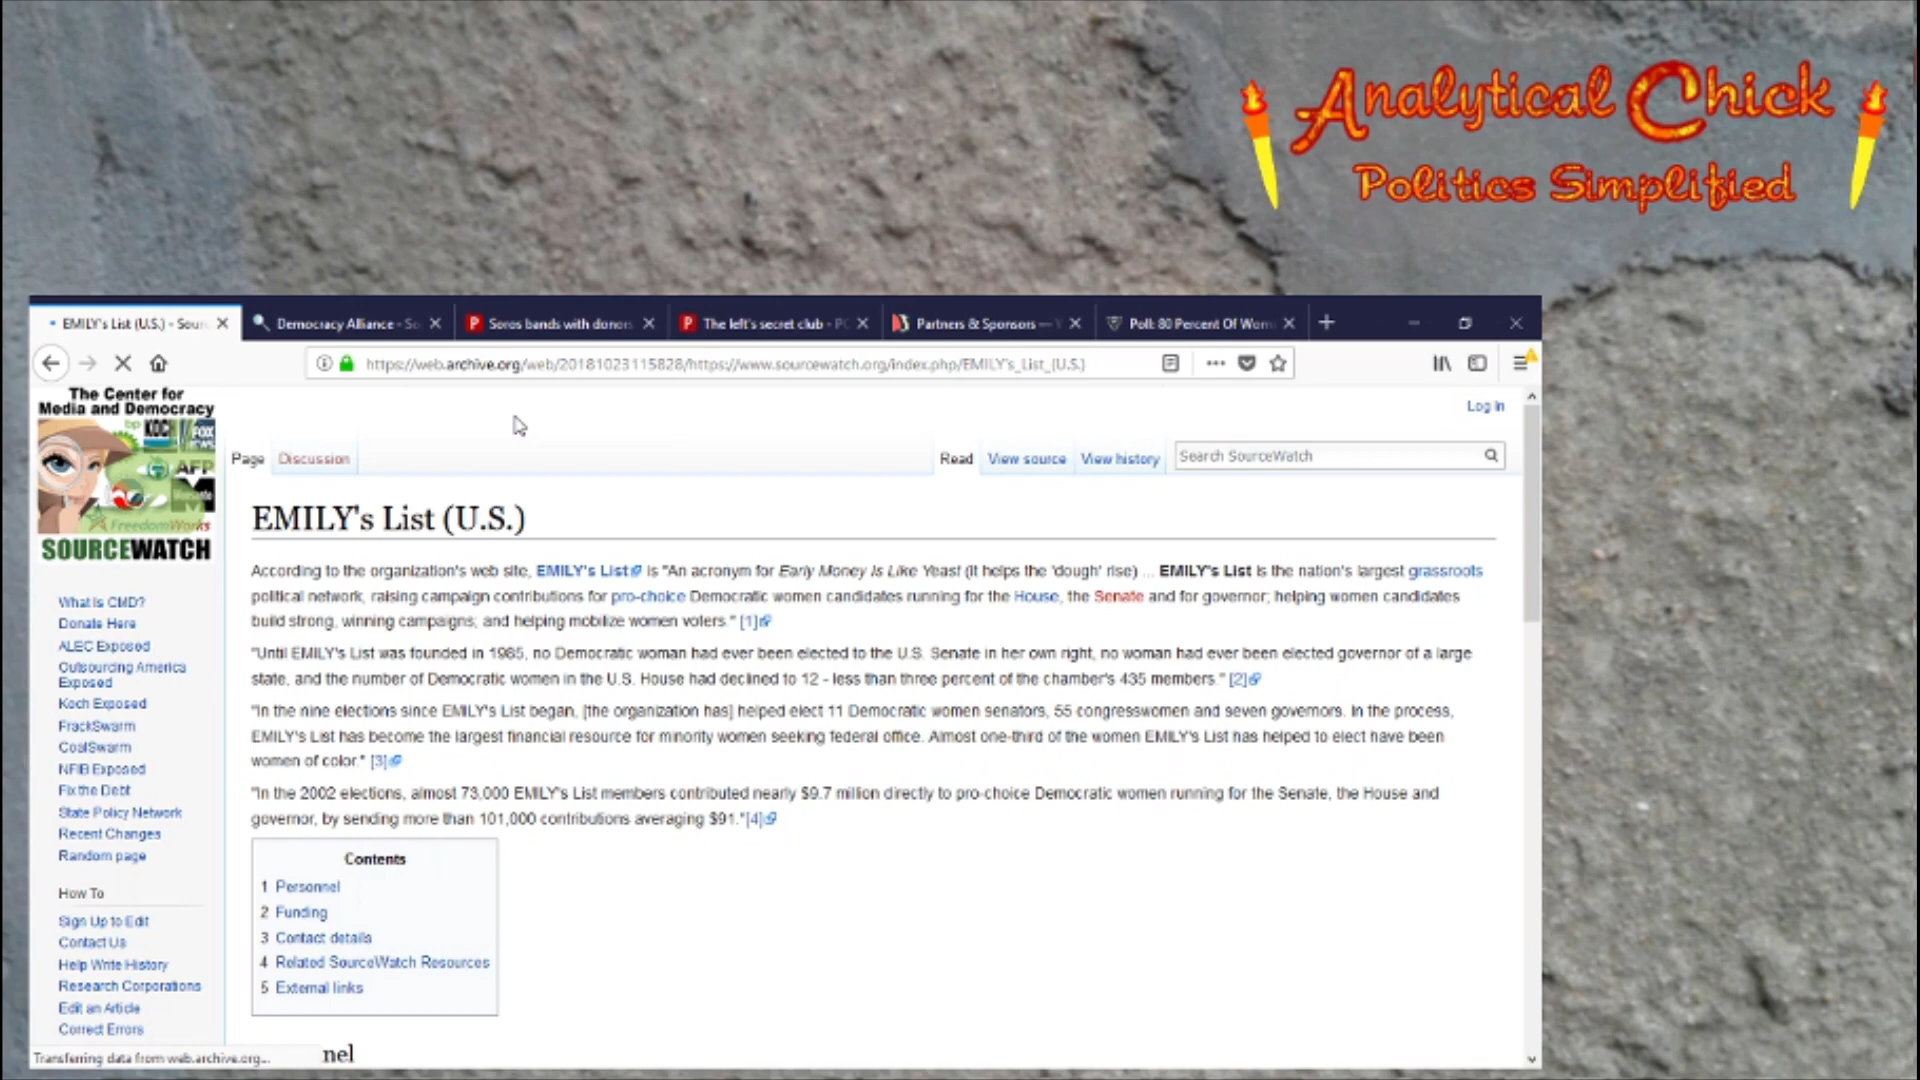 Analytical Chick
Politics Simplified
EMILY's List (U.S.) - Sour
Democracy Alliance - So
Soros bands with donors
The left's secret club - PO
Partners & Sponsors — Y
Poll: 80 Percent Of Wom
https://web.archive.org/web/20181023115828/https://www.sourcewatch.org/index.php/EMILY's_List_(U.S.)
The Center for
Media and Democracy
KOCH
FOX
NEWS
AFP
Monsanto
FreedomWorks
SOURCEWATCH
Log in
Page
Discussion
Read
View source
View history
Search SourceWatch
EMILY's List (U.S.)
According to the organization's web site, EMILY's List is "An acronym for Early Money Is Like Yeast (it helps the 'dough' rise) ... EMILY's List is the nation's largest grassroots
political network, raising campaign contributions for pro-choice Democratic women candidates running for the House, the Senate and for governor; helping women candidates
build strong, winning campaigns; and helping mobilize women voters." [1]
"Until EMILY's List was founded in 1985, no Democratic woman had ever been elected to the U.S. Senate in her own right, no woman had ever been elected governor of a large
state, and the number of Democratic women in the U.S. House had declined to 12 - less than three percent of the chamber's 435 members." [2]
"In the nine elections since EMILY's List began, [the organization has] helped elect 11 Democratic women senators, 55 congresswomen and seven governors. In the process,
EMILY's List has become the largest financial resource for minority women seeking federal office. Almost one-third of the women EMILY's List has helped to elect have been
women of color." [3]
"In the 2002 elections, almost 73,000 EMILY's List members contributed nearly $9.7 million directly to pro-choice Democratic women running for the Senate, the House and
governor, by sending more than 101,000 contributions averaging $91."[4]
Contents
1 Personnel
2 Funding
3 Contact details
4 Related SourceWatch Resources
5 External links
nel
What is CMD?
Donate Here
ALEC Exposed
Outsourcing America
Exposed
Koch Exposed
FrackSwarm
CoalSwarm
NFIB Exposed
Fix the Debt
State Policy Network
Recent Changes
Random page
How To
Sign Up to Edit
Contact Us
Help Write History
Research Corporations
Edit an Article
Correct Errors
Transferring data from web.archive.org...